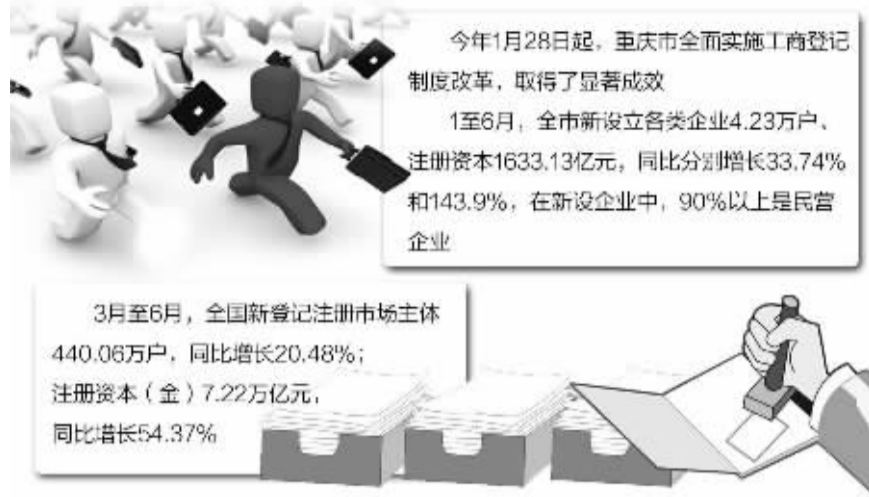 今年1月28日起，重庆市全面实施工商登记
制度改革，取得了显著成效
1至6月，全市新设立各类企业4.23万户、
注册资本1633.13亿元，同比分别增长33.74%
和143.9%，在新设企业中，90%以上是民营
企业
3月至6月，全国新登记注册市场主体
440.06万户，同比增长20.48%；
注册资本（金）7.22万亿元，
同比增长54.37%